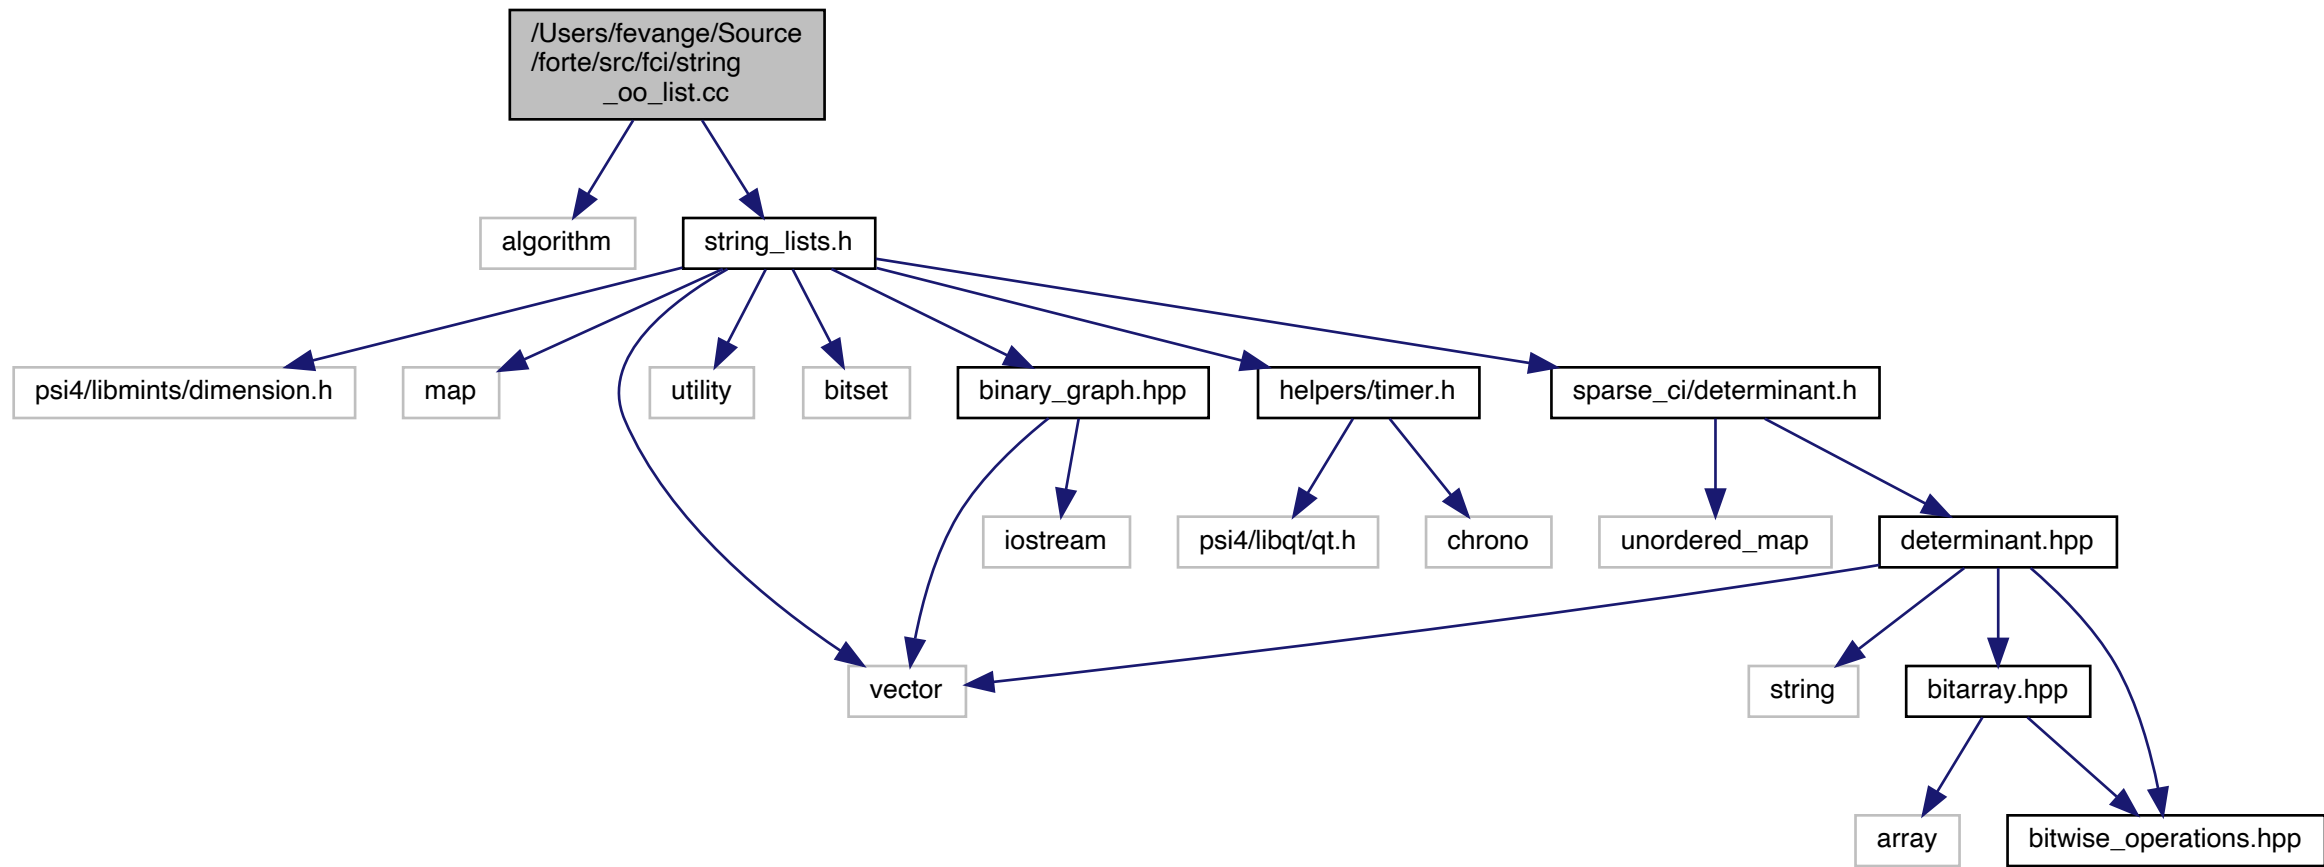 /Users/fevange/Source
/forte/src/fci/string
_oo_list.cc
algorithm
string_lists.h
psi4/libmints/dimension.h
map
utility
bitset
binary_graph.hpp
helpers/timer.h
sparse_ci/determinant.h
iostream
psi4/libqt/qt.h
chrono
unordered_map
determinant.hpp
vector
string
bitarray.hpp
array
bitwise_operations.hpp